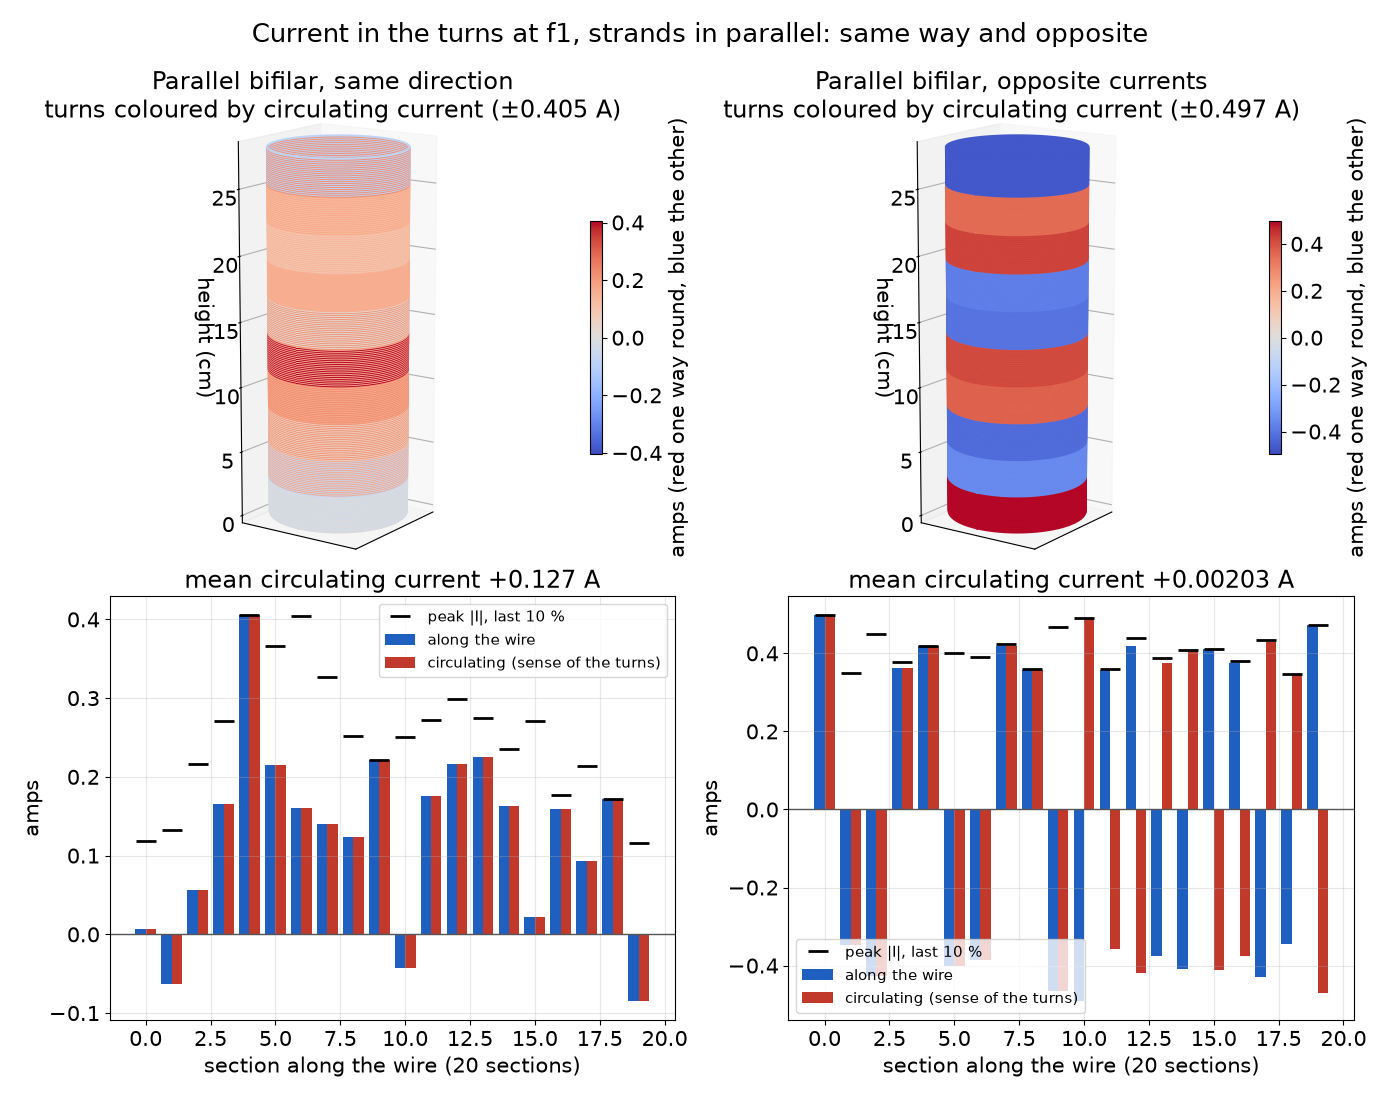 Current in the turns at f1, strands in parallel: same way and opposite
Parallel bifilar, same direction
turns coloured by circulating current (±0.405 A)
25
20
15
10
5
0
height (cm)
0.4
0.2
0.0
−0.2
−0.4
amps (red one way round, blue the other)
Parallel bifilar, opposite currents
turns coloured by circulating current (±0.497 A)
25
20
15
10
5
0
height (cm)
0.4
0.2
0.0
−0.2
−0.4
amps (red one way round, blue the other)
mean circulating current +0.127 A
peak |I|, last 10 %
along the wire
circulating (sense of the turns)
0.4
0.3
0.2
0.1
0.0
−0.1
amps
0.0 2.5 5.0 7.5 10.0 12.5 15.0 17.5 20.0
section along the wire (20 sections)
mean circulating current +0.00203 A
0.4
0.2
0.0
−0.2
−0.4
amps
peak |I|, last 10 %
along the wire
circulating (sense of the turns)
0.0 2.5 5.0 7.5 10.0 12.5 15.0 17.5 20.0
section along the wire (20 sections)